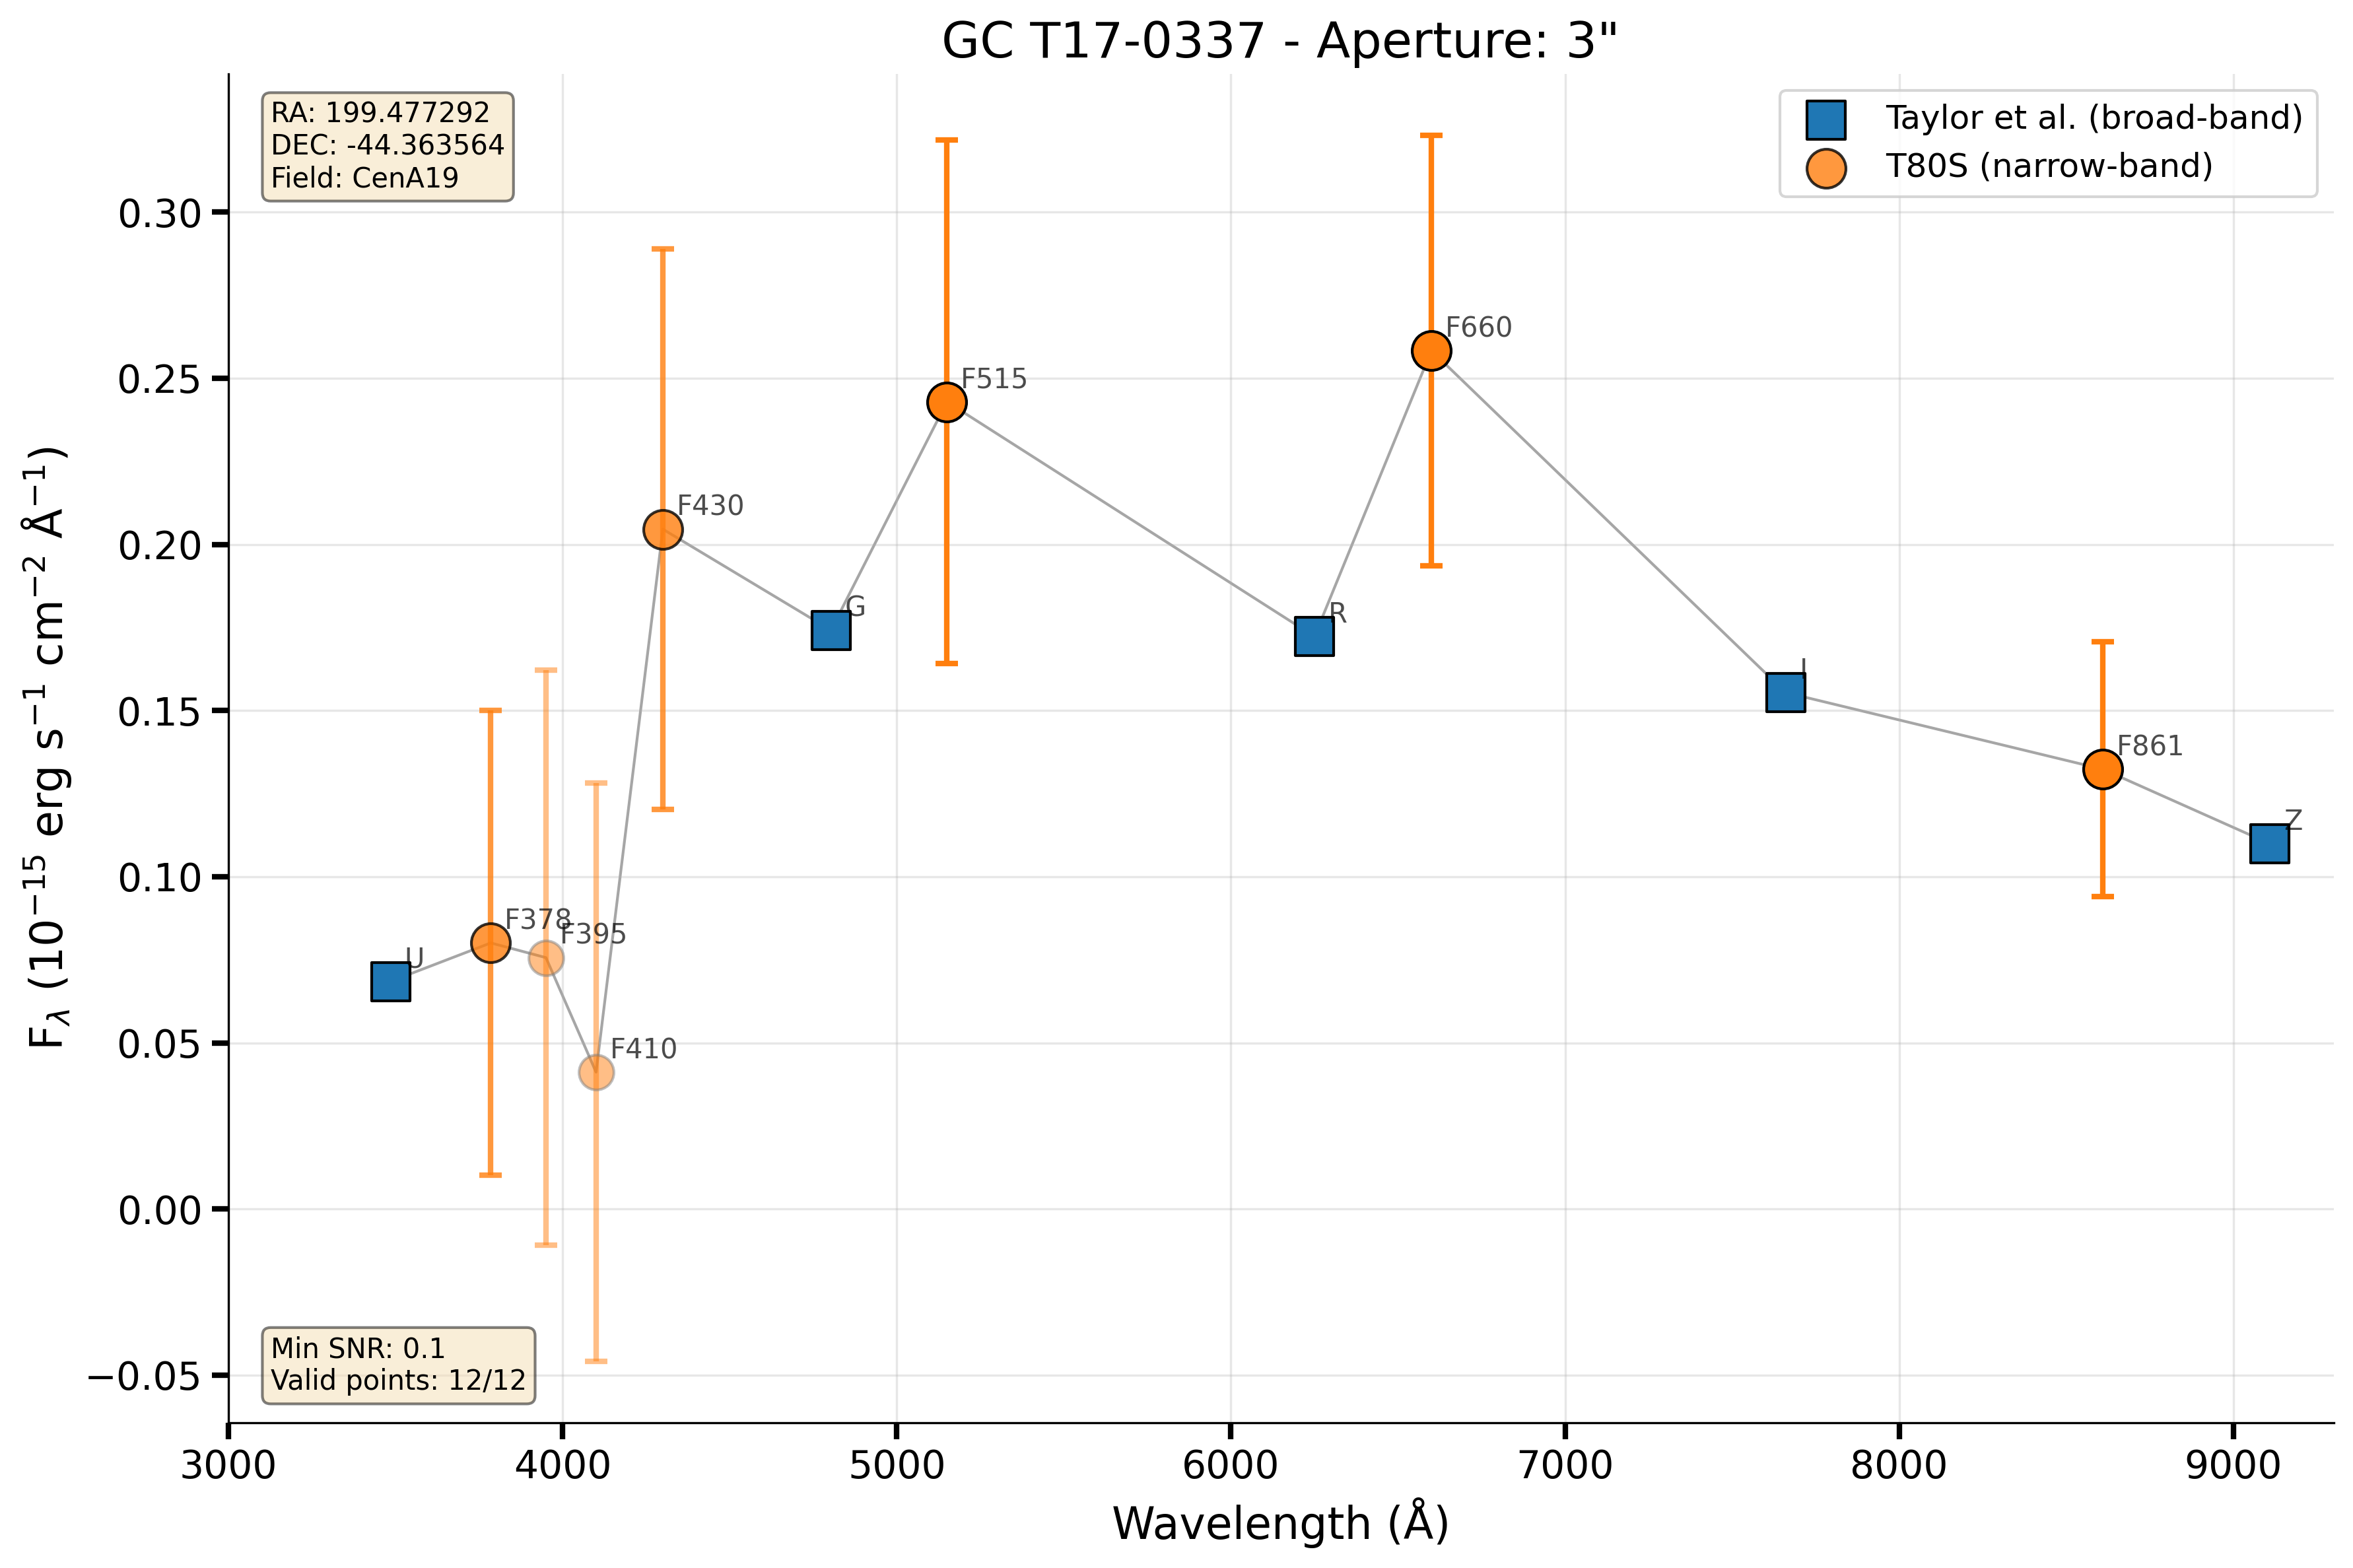 GC T17-0337 - Aperture: 3"
RA: 199.477292
DEC: -44.363564
Field: CenA19
Taylor et al. (broad-band)
T80S (narrow-band)
F660
F515
F430
G
R
I
F861
Z
F378
F395
U
F410
Min SNR: 0.1
Valid points: 12/12
0.30
0.25
0.20
0.15
0.10
0.05
0.00
−0.05
F$_{λ}$ (10$^{−15}$ erg s$^{−1}$ cm$^{−2}$ Å$^{−1}$)
3000 4000 5000 6000 7000 8000 9000
Wavelength (Å)